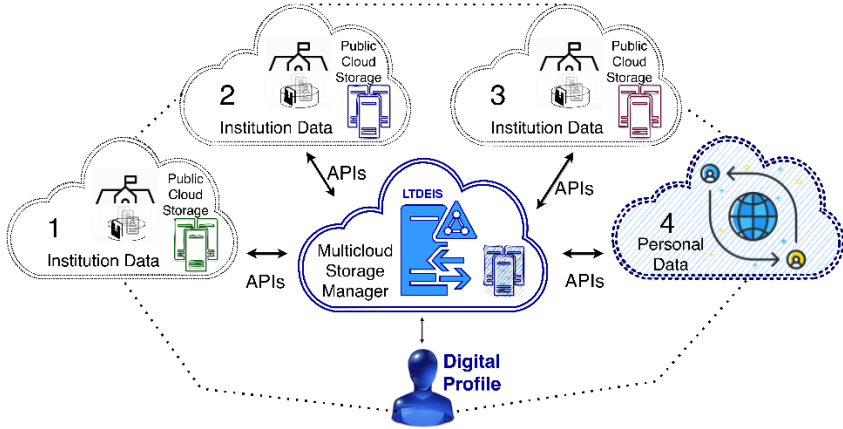 2
Public
Cloud
Storage
Institution Data
3
Public
Cloud
Storage
Institution Data
1
Public
Cloud
Storage
Institution Data
APIs
APIs
APIs
APIs
LTDEIS
Multicloud
Storage
Manager
4
Personal
Data
Digital
Profile